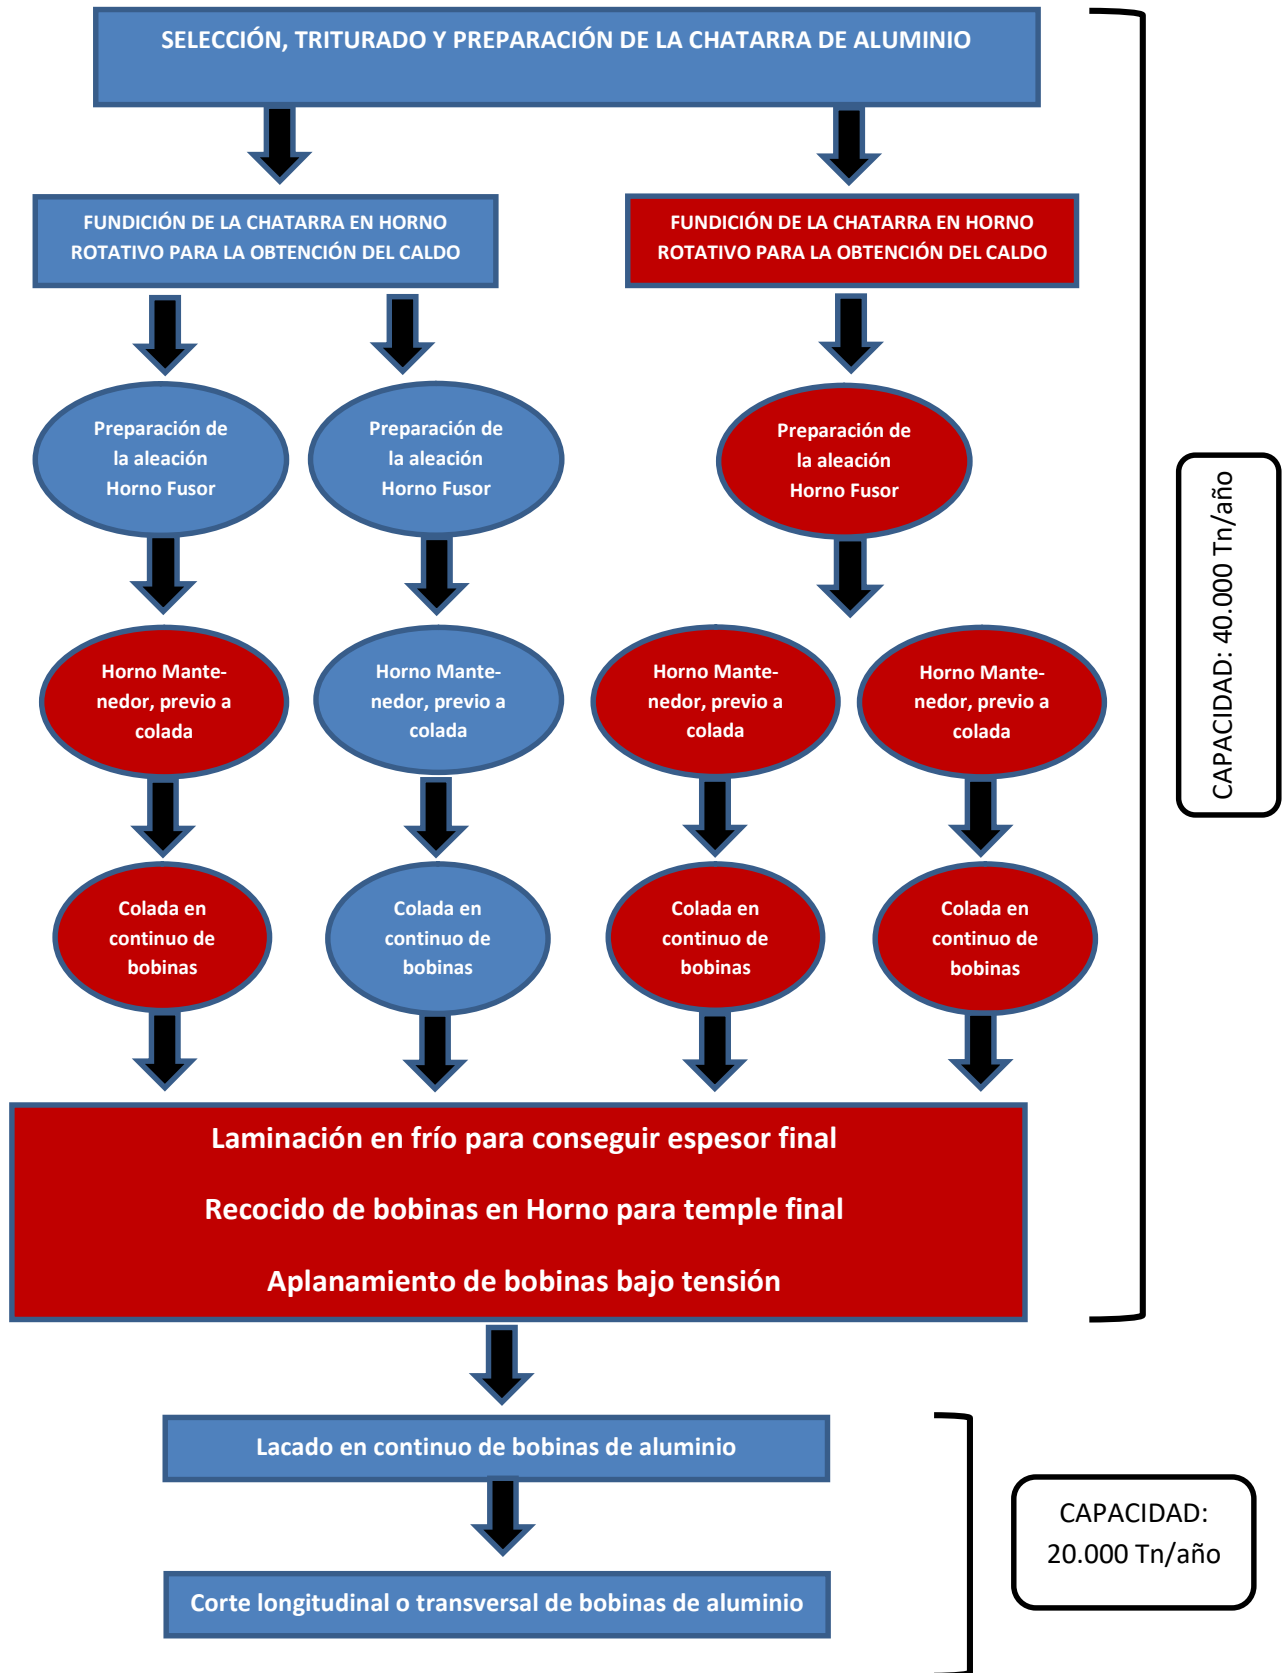 SELECCIÓN, TRITURADO Y PREPARACIÓN DE LA CHATARRA DE ALUMINIO
FUNDICIÓN DE LA CHATARRA EN HORNO
ROTATIVO PARA LA OBTENCIÓN DEL CALDO
FUNDICIÓN DE LA CHATARRA EN HORNO
ROTATIVO PARA LA OBTENCIÓN DEL CALDO
Preparación de
la aleación
Horno Fusor
Preparación de
la aleación
Horno Fusor
Preparación de
la aleación
Horno Fusor
Horno Mante-
nedor, previo a
colada
Horno Mante-
nedor, previo a
colada
Horno Mante-
nedor, previo a
colada
Horno Mante-
nedor, previo a
colada
Colada en
continuo de
bobinas
Colada en
continuo de
bobinas
Colada en
continuo de
bobinas
Colada en
continuo de
bobinas
Laminación en frío para conseguir espesor final
Recocido de bobinas en Horno para temple final
Aplanamiento de bobinas bajo tensión
CAPACIDAD: 40.000 Tn/año
Lacado en continuo de bobinas de aluminio
Corte longitudinal o transversal de bobinas de aluminio
CAPACIDAD:
20.000 Tn/año